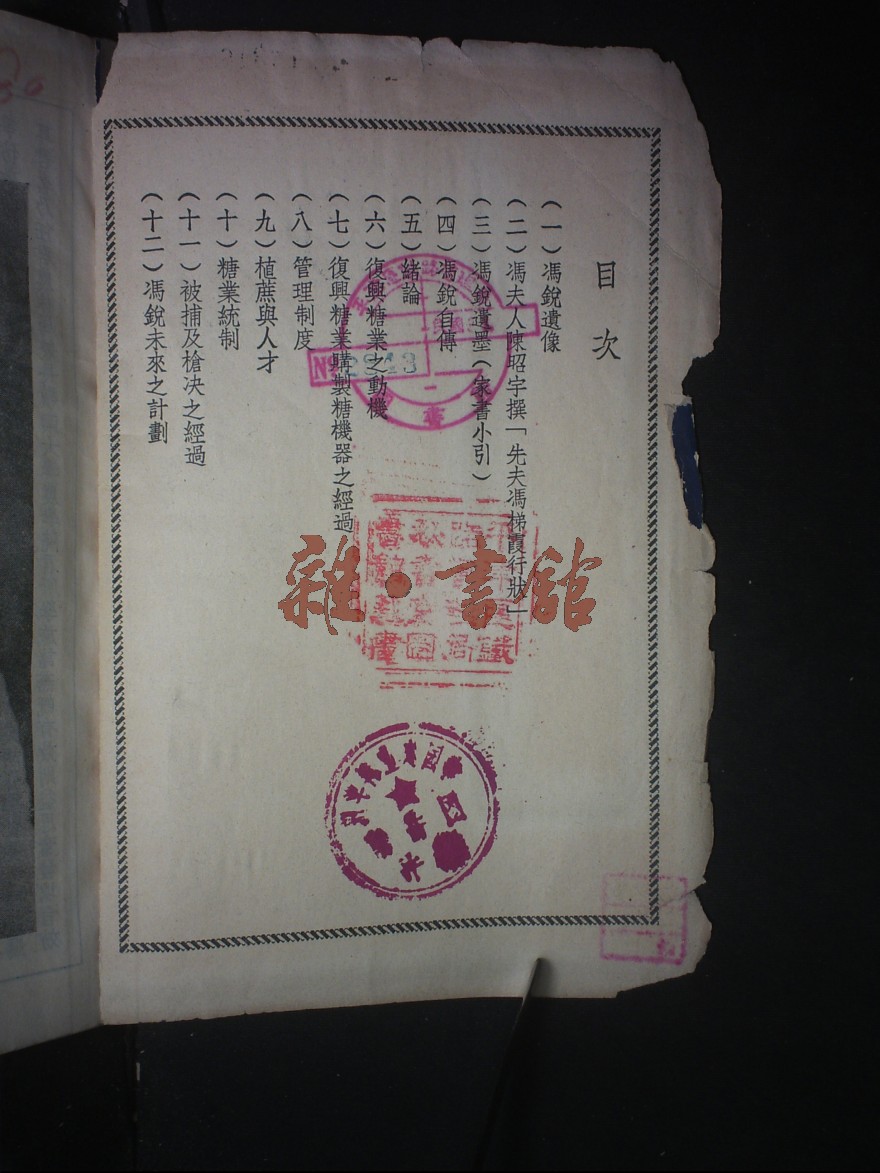 目次
（一）馮銳遺像
（二）馮夫人陳昭宇撰「先夫馮梯霞行狀」
（三）馮銳遺墨（家書小引）
（四）馮銳自傳
（五）緒論
（六）復興糖業之動機
（七）復興糖業購製糖機器之經過
（八）管理制度
（九）植蔗與人才
（十）糖業統制
（十一）被捕及槍决之經過
（十二）馮銳未來之計劃
No
雜·書館